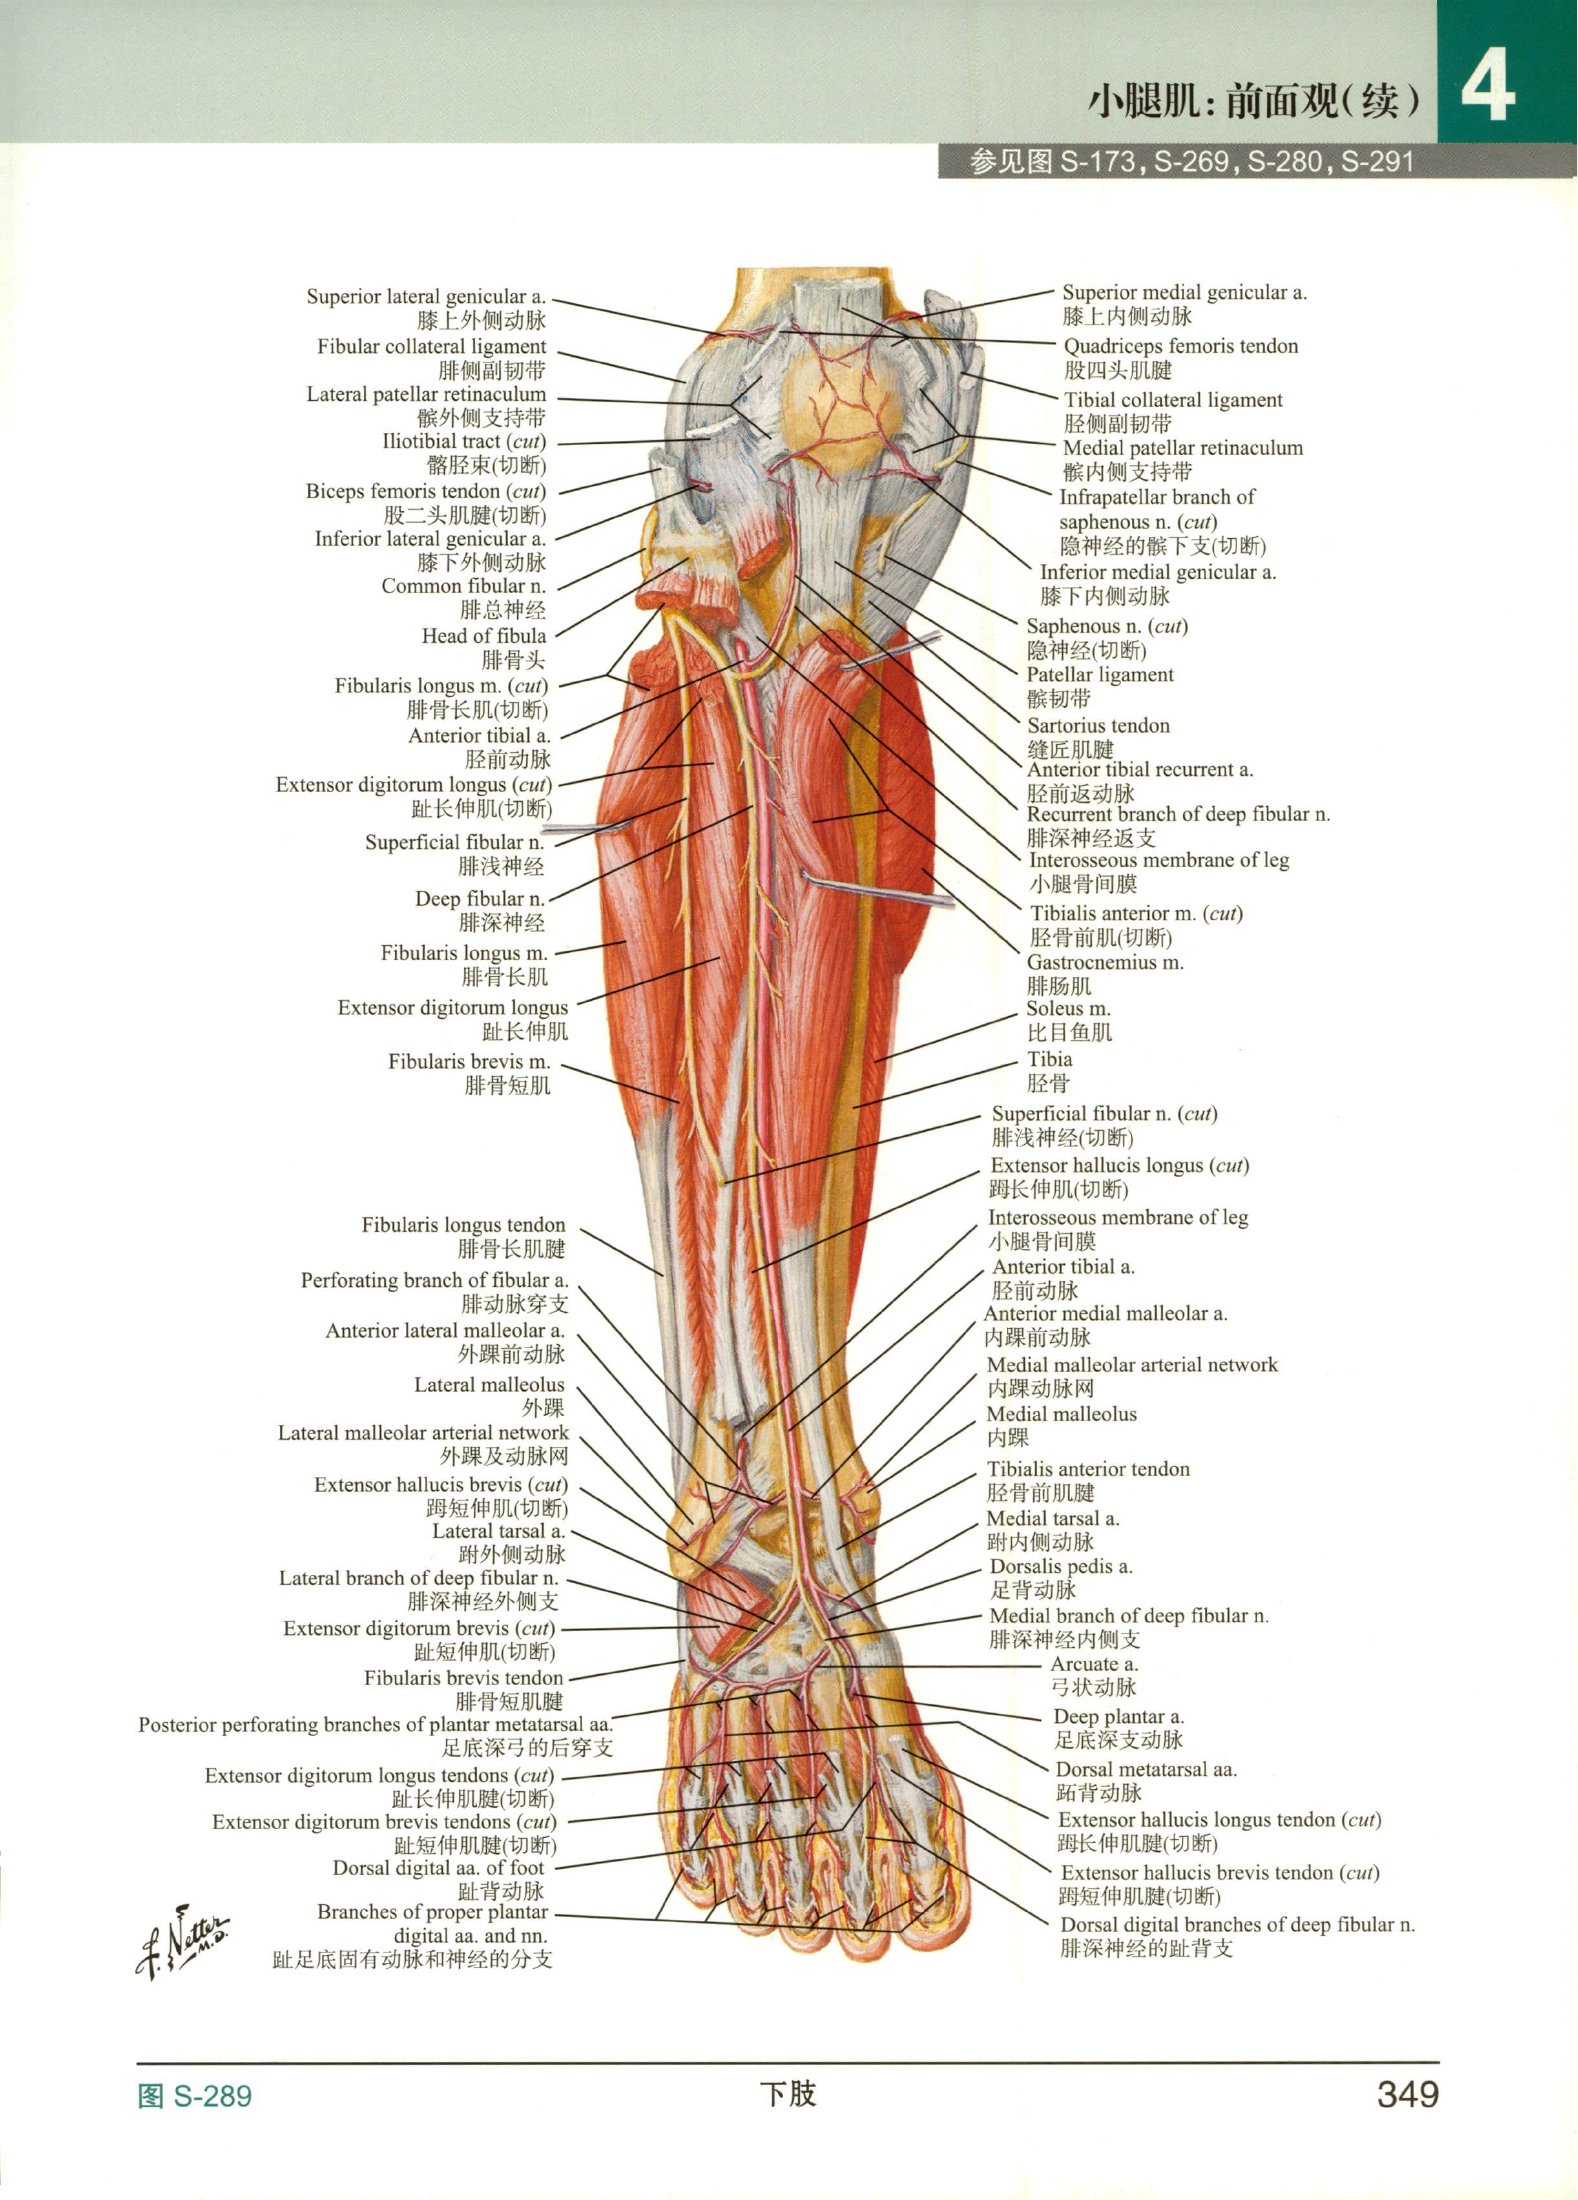 小腿肌：前面观（续）
4
参见图 S-173, S-269, S-280, S-291
Superior lateral genicular a.
膝上外侧动脉
Fibular collateral ligament
腓侧副韧带
Lateral patellar retinaculum
髌外侧支持带
Iliotibial tract (cut)
髂胫束(切断)
Biceps femoris tendon (cut)
股二头肌腱(切断)
Inferior lateral genicular a.
膝下外侧动脉
Common fibular n.
腓总神经
Head of fibula
腓骨头
Fibularis longus m. (cut)
腓骨长肌(切断)
Anterior tibial a.
胫前动脉
Extensor digitorum longus (cut)
趾长伸肌(切断)
Superficial fibular n.
腓浅神经
Deep fibular n.
腓深神经
Fibularis longus m.
腓骨长肌
Extensor digitorum longus
趾长伸肌
Fibularis brevis m.
腓骨短肌
Fibularis longus tendon
腓骨长肌腱
Perforating branch of fibular a.
腓动脉穿支
Anterior lateral malleolar a.
外踝前动脉
Lateral malleolus
外踝
Lateral malleolar arterial network
外踝及动脉网
Extensor hallucis brevis (cut)
踇短伸肌(切断)
Lateral tarsal a.
跗外侧动脉
Lateral branch of deep fibular n.
腓深神经外侧支
Extensor digitorum brevis (cut)
趾短伸肌(切断)
Fibularis brevis tendon
腓骨短肌腱
Posterior perforating branches of plantar metatarsal aa.
足底深弓的后穿支
Extensor digitorum longus tendons (cut)
趾长伸肌腱(切断)
Extensor digitorum brevis tendons (cut)
趾短伸肌腱(切断)
Dorsal digital aa. of foot
趾背动脉
Branches of proper plantar
digital aa. and nn.
趾足底固有动脉和神经的分支
Superior medial genicular a.
膝上内侧动脉
Quadriceps femoris tendon
股四头肌腱
Tibial collateral ligament
胫侧副韧带
Medial patellar retinaculum
髌内侧支持带
Infrapatellar branch of
saphenous n. (cut)
隐神经的髌下支(切断)
Inferior medial genicular a.
膝下内侧动脉
Saphenous n. (cut)
隐神经(切断)
Patellar ligament
髌韧带
Sartorius tendon
缝匠肌腱
Anterior tibial recurrent a.
胫前返动脉
Recurrent branch of deep fibular n.
腓深神经返支
Interosseous membrane of leg
小腿骨间膜
Tibialis anterior m. (cut)
胫骨前肌(切断)
Gastrocnemius m.
腓肠肌
Soleus m.
比目鱼肌
Tibia
胫骨
Superficial fibular n. (cut)
腓浅神经(切断)
Extensor hallucis longus (cut)
踇长伸肌(切断)
Interosseous membrane of leg
小腿骨间膜
Anterior tibial a.
胫前动脉
Anterior medial malleolar a.
内踝前动脉
Medial malleolar arterial network
内踝动脉网
Medial malleolus
内踝
Tibialis anterior tendon
胫骨前肌腱
Medial tarsal a.
跗内侧动脉
Dorsalis pedis a.
足背动脉
Medial branch of deep fibular n.
腓深神经内侧支
Arcuate a.
弓状动脉
Deep plantar a.
足底深支动脉
Dorsal metatarsal aa.
跖背动脉
Extensor hallucis longus tendon (cut)
踇长伸肌腱(切断)
Extensor hallucis brevis tendon (cut)
踇短伸肌腱(切断)
Dorsal digital branches of deep fibular n.
腓深神经的趾背支
F. Netter
M.D.
图 S-289
下肢
349